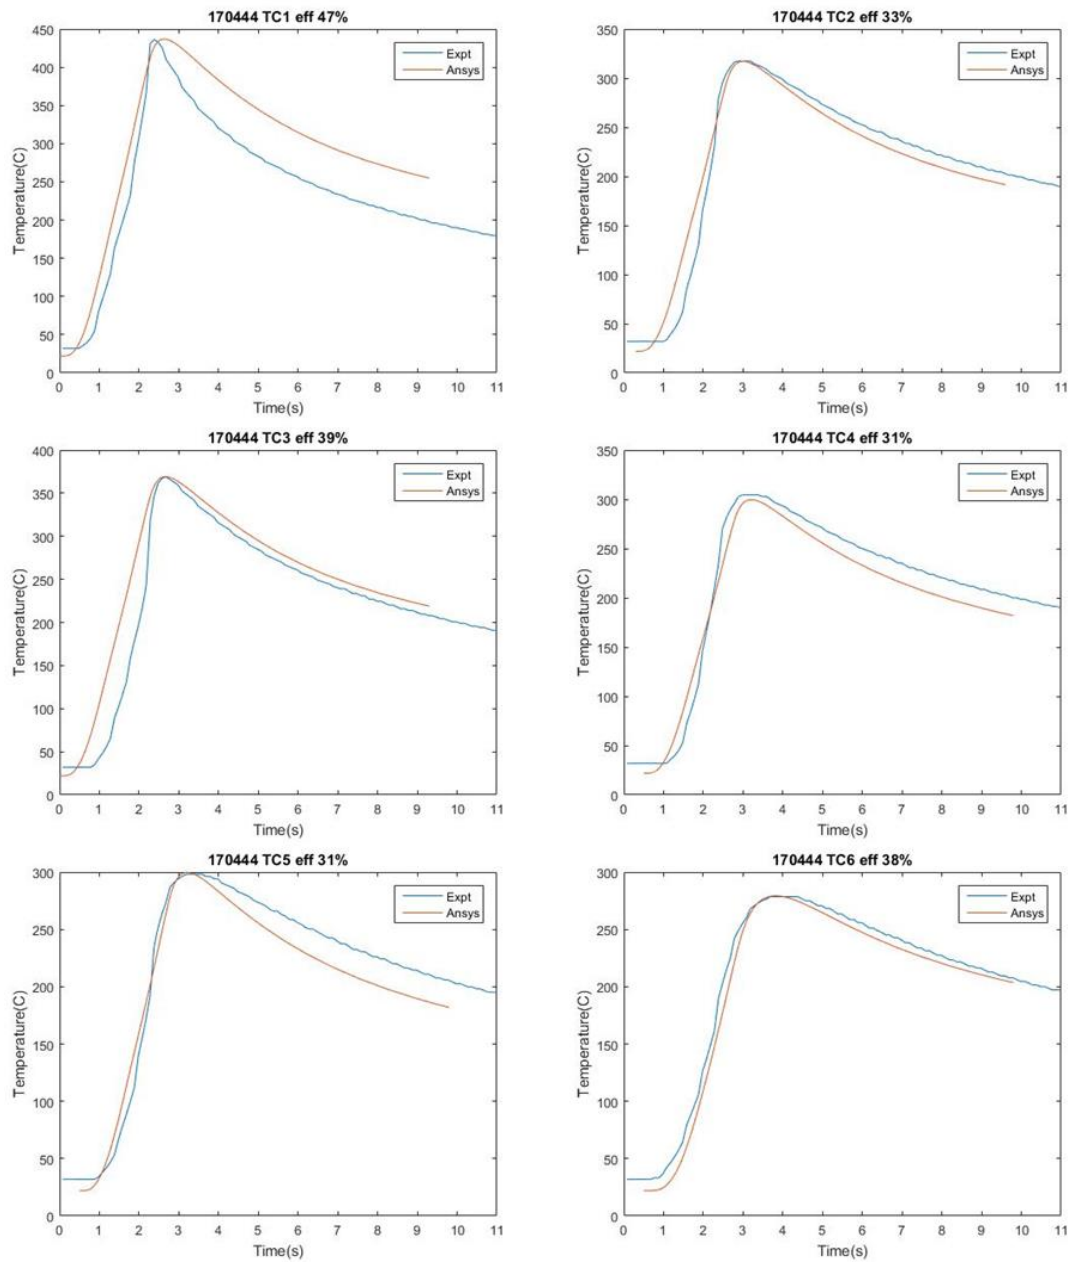 170444 TC1 eff 47%
450
400
350
300
250
200
150
100
50
0
Temperature(C)
Expt
Ansys
0 1 2 3 4 5 6 7 8 9 10 11
Time(s)
170444 TC2 eff 33%
350
300
250
200
150
100
50
0
Temperature(C)
Expt
Ansys
0 1 2 3 4 5 6 7 8 9 10 11
Time(s)
170444 TC3 eff 39%
400
350
300
250
200
150
100
50
0
Temperature(C)
Expt
Ansys
0 1 2 3 4 5 6 7 8 9 10 11
Time(s)
170444 TC4 eff 31%
350
300
250
200
150
100
50
0
Temperature(C)
Expt
Ansys
0 1 2 3 4 5 6 7 8 9 10 11
Time(s)
170444 TC5 eff 31%
300
250
200
150
100
50
0
Temperature(C)
Expt
Ansys
0 1 2 3 4 5 6 7 8 9 10 11
Time(s)
170444 TC6 eff 38%
300
250
200
150
100
50
0
Temperature(C)
Expt
Ansys
0 1 2 3 4 5 6 7 8 9 10 11
Time(s)